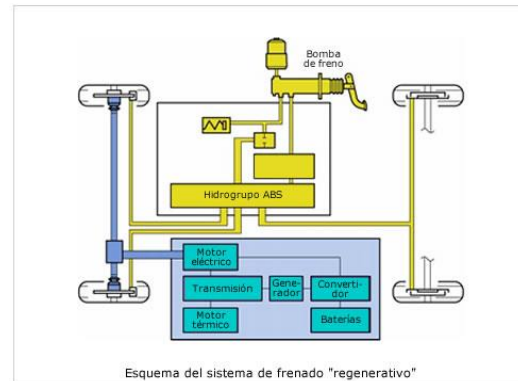 Bomba
de freno
Hidrogrupo ABS
Motor
eléctrico
Transmisión
Gene-
rador
Converti-
dor
Motor
térmico
Baterías
Esquema del sistema de frenado "regenerativo"